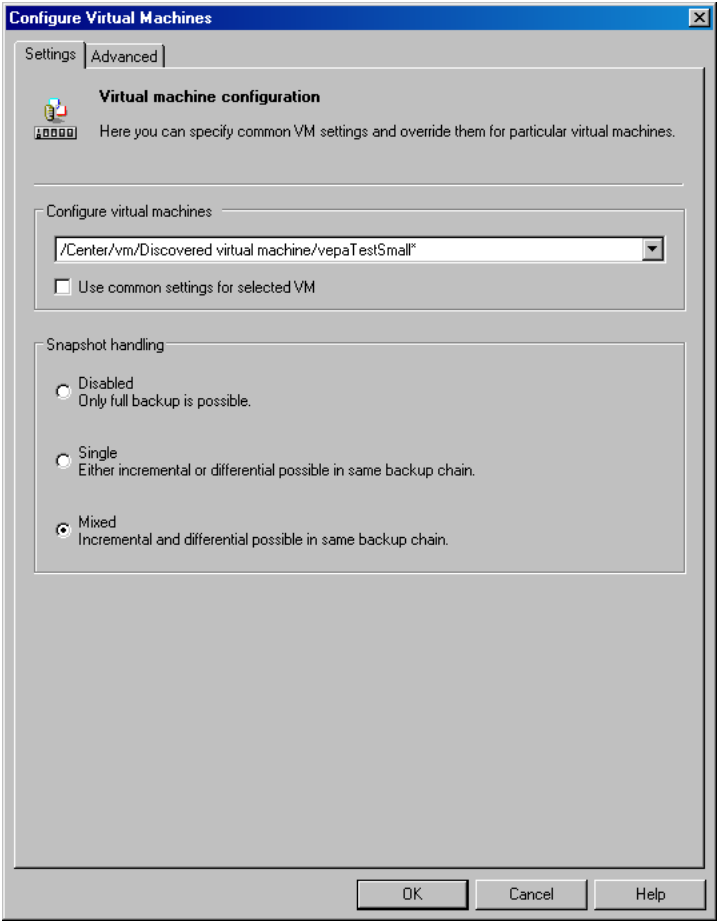 Configure Virtual Machines
Settings
Advanced
Virtual machine configuration
Here you can specify common VM settings and override them for particular virtual machines.
Configure virtual machines
/Center/vm/Discovered virtual machine/vepaTestSmall*
Use common settings for selected VM
Snapshot handling
Disabled
Only full backup is possible.
Single
Either incremental or differential possible in same backup chain.
Mixed
Incremental and differential possible in same backup chain.
OK
Cancel
Help